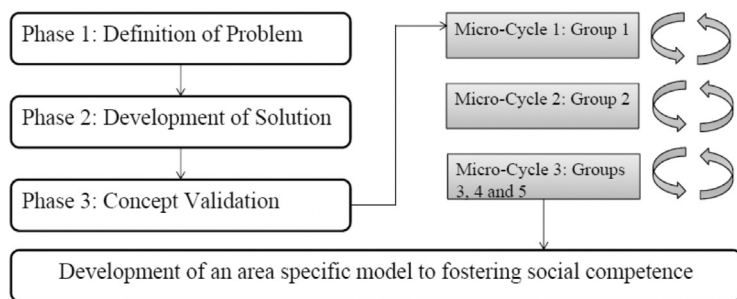 Phase 1: Definition of Problem
Phase 2: Development of Solution
Phase 3: Concept Validation
Micro-Cycle 1: Group 1
Micro-Cycle 2: Group 2
Micro-Cycle 3: Groups
3, 4 and 5
Development of an area specific model to fostering social competence